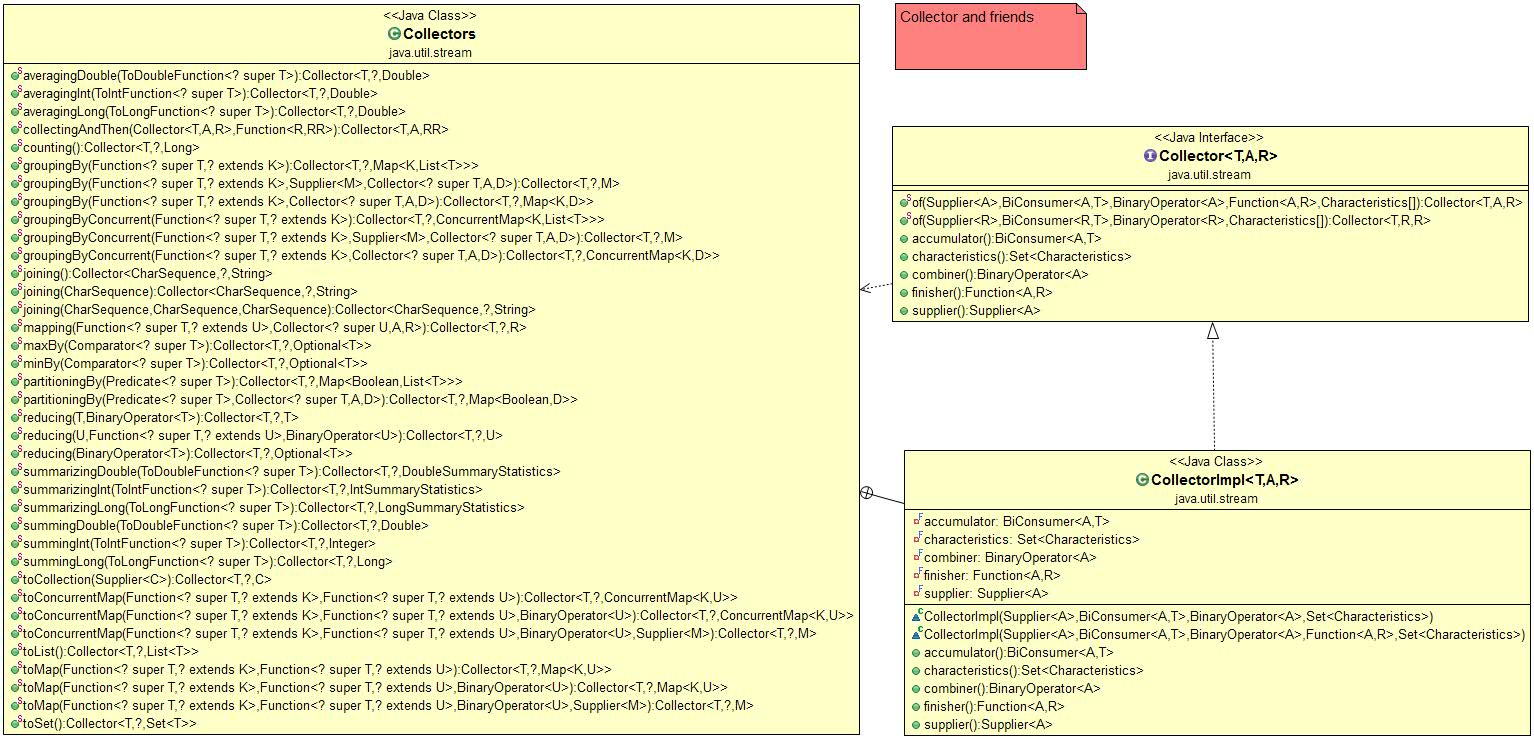 <<Java Class>>
Collectors
java.util.stream
averagingDouble(ToDoubleFunction<? super T>):Collector<T,?,Double>
averagingInt(ToIntFunction<? super T>):Collector<T,?,Double>
averagingLong(ToLongFunction<? super T>):Collector<T,?,Double>
collectingAndThen(Collector<T,A,R>,Function<R,RR>):Collector<T,A,RR>
counting():Collector<T,?,Long>
groupingBy(Function<? super T,? extends K>):Collector<T,?,Map<K,List<T>>>
groupingBy(Function<? super T,? extends K>,Supplier<M>,Collector<? super T,A,D>):Collector<T,?,M>
groupingBy(Function<? super T,? extends K>,Collector<? super T,A,D>):Collector<T,?,Map<K,D>>
groupingByConcurrent(Function<? super T,? extends K>):Collector<T,?,ConcurrentMap<K,List<T>>>
groupingByConcurrent(Function<? super T,? extends K>,Supplier<M>,Collector<? super T,A,D>):Collector<T,?,M>
groupingByConcurrent(Function<? super T,? extends K>,Collector<? super T,A,D>):Collector<T,?,ConcurrentMap<K,D>>
joining():Collector<CharSequence,?,String>
joining(CharSequence):Collector<CharSequence,?,String>
joining(CharSequence,CharSequence,CharSequence):Collector<CharSequence,?,String>
mapping(Function<? super T,? extends U>,Collector<? super U,A,R>):Collector<T,?,R>
maxBy(Comparator<? super T>):Collector<T,?,Optional<T>>
minBy(Comparator<? super T>):Collector<T,?,Optional<T>>
partitioningBy(Predicate<? super T>):Collector<T,?,Map<Boolean,List<T>>>
partitioningBy(Predicate<? super T>,Collector<? super T,A,D>):Collector<T,?,Map<Boolean,D>>
reducing(T,BinaryOperator<T>):Collector<T,?,T>
reducing(U,Function<? super T,? extends U>,BinaryOperator<U>):Collector<T,?,U>
reducing(BinaryOperator<T>):Collector<T,?,Optional<T>>
summarizingDouble(ToDoubleFunction<? super T>):Collector<T,?,DoubleSummaryStatistics>
summarizingInt(ToIntFunction<? super T>):Collector<T,?,IntSummaryStatistics>
summarizingLong(ToLongFunction<? super T>):Collector<T,?,LongSummaryStatistics>
summingDouble(ToDoubleFunction<? super T>):Collector<T,?,Double>
summingInt(ToIntFunction<? super T>):Collector<T,?,Integer>
summingLong(ToLongFunction<? super T>):Collector<T,?,Long>
toCollection(Supplier<C>):Collector<T,?,C>
toConcurrentMap(Function<? super T,? extends K>,Function<? super T,? extends U>):Collector<T,?,ConcurrentMap<K,U>>
toConcurrentMap(Function<? super T,? extends K>,Function<? super T,? extends U>,BinaryOperator<U>):Collector<T,?,ConcurrentMap<K,U>>
toConcurrentMap(Function<? super T,? extends K>,Function<? super T,? extends U>,BinaryOperator<U>,Supplier<M>):Collector<T,?,M>
toList():Collector<T,?,List<T>>
toMap(Function<? super T,? extends K>,Function<? super T,? extends U>):Collector<T,?,Map<K,U>>
toMap(Function<? super T,? extends K>,Function<? super T,? extends U>,BinaryOperator<U>):Collector<T,?,Map<K,U>>
toMap(Function<? super T,? extends K>,Function<? super T,? extends U>,BinaryOperator<U>,Supplier<M>):Collector<T,?,M>
toSet():Collector<T,?,Set<T>>
Collector and friends
<<Java Interface>>
Collector<T,A,R>
java.util.stream
of(Supplier<A>,BiConsumer<A,T>,BinaryOperator<A>,Function<A,R>,Characteristics[]):Collector<T,A,R>
of(Supplier<R>,BiConsumer<R,T>,BinaryOperator<R>,Characteristics[]):Collector<T,R,R>
accumulator():BiConsumer<A,T>
characteristics():Set<Characteristics>
combiner():BinaryOperator<A>
finisher():Function<A,R>
supplier():Supplier<A>
<<Java Class>>
CollectorImpl<T,A,R>
java.util.stream
accumulator: BiConsumer<A,T>
characteristics: Set<Characteristics>
combiner: BinaryOperator<A>
finisher: Function<A,R>
supplier: Supplier<A>
CollectorImpl(Supplier<A>,BiConsumer<A,T>,BinaryOperator<A>,Set<Characteristics>)
CollectorImpl(Supplier<A>,BiConsumer<A,T>,BinaryOperator<A>,Function<A,R>,Set<Characteristics>)
accumulator():BiConsumer<A,T>
characteristics():Set<Characteristics>
combiner():BinaryOperator<A>
finisher():Function<A,R>
supplier():Supplier<A>